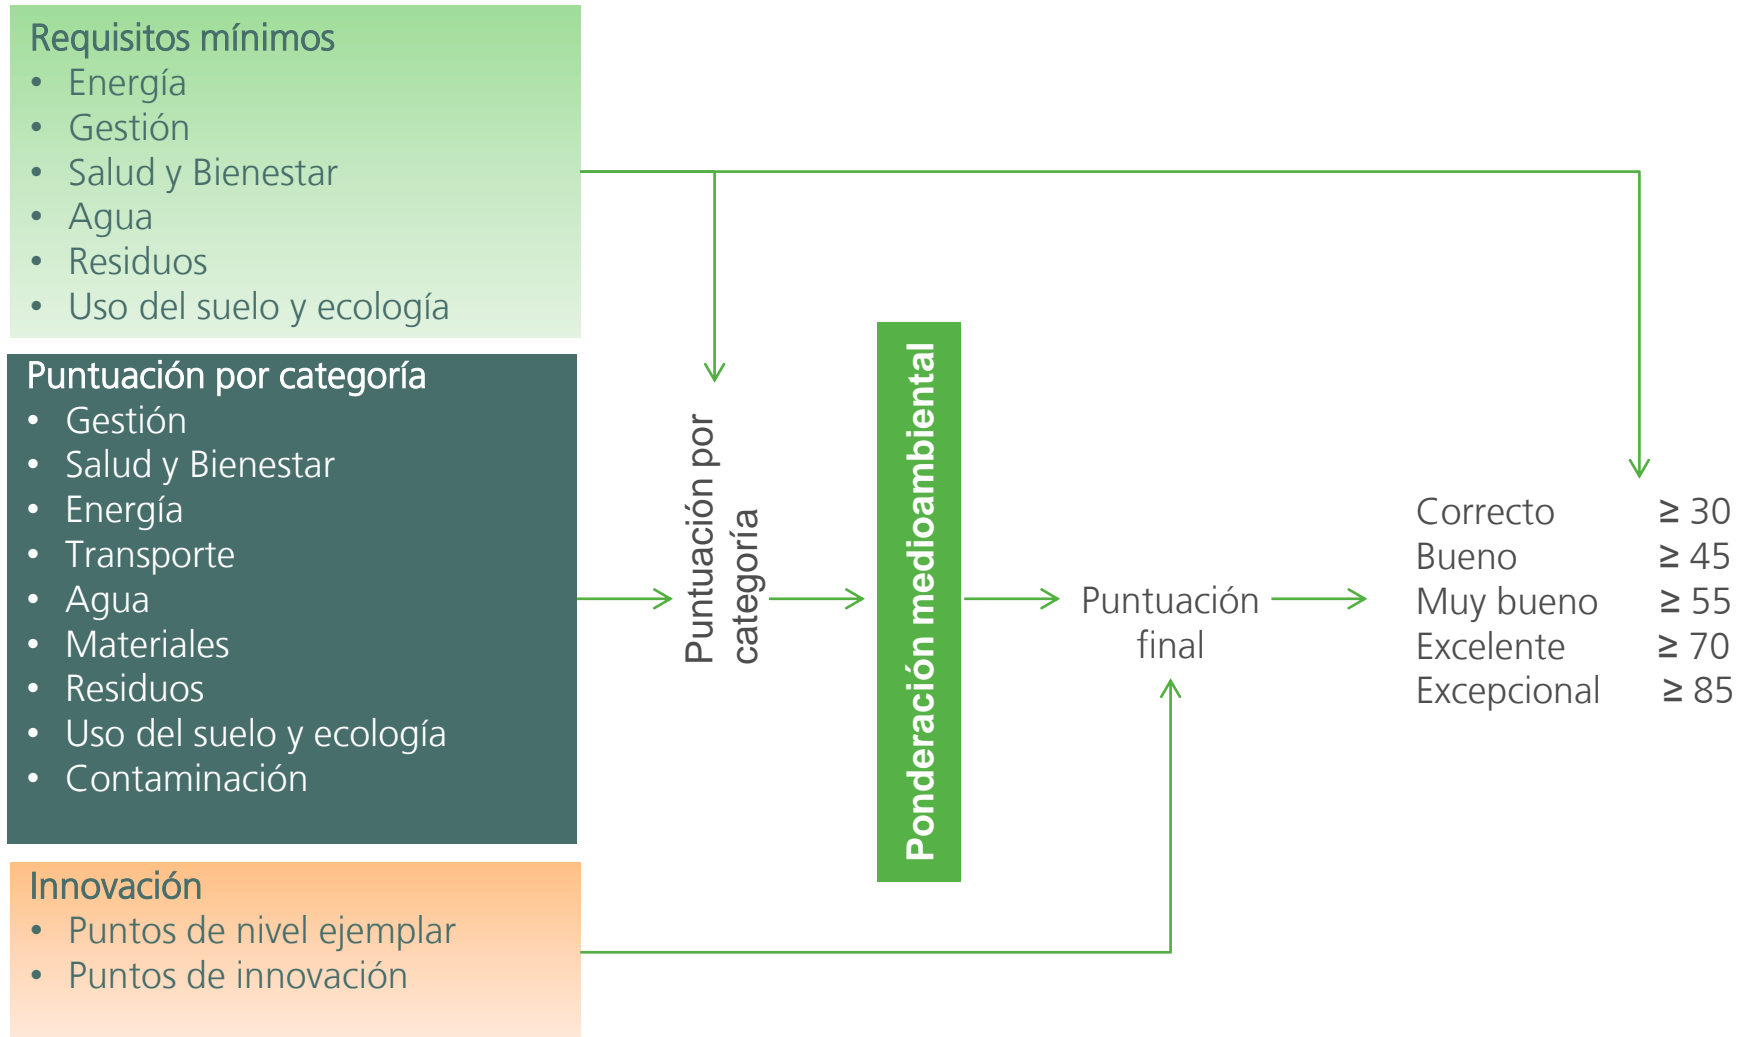 Requisitos mínimos
• Energía
• Gestión
• Salud y Bienestar
• Agua
• Residuos
• Uso del suelo y ecología
Puntuación por categoría
• Gestión
• Salud y Bienestar
• Energía
• Transporte
• Agua
• Materiales
• Residuos
• Uso del suelo y ecología
• Contaminación
Innovación
• Puntos de nivel ejemplar
• Puntos de innovación
Puntuación por
categoría
Ponderación medioambiental
Puntuación
final
Correcto ≥ 30
Bueno ≥ 45
Muy bueno ≥ 55
Excelente ≥ 70
Excepcional ≥ 85